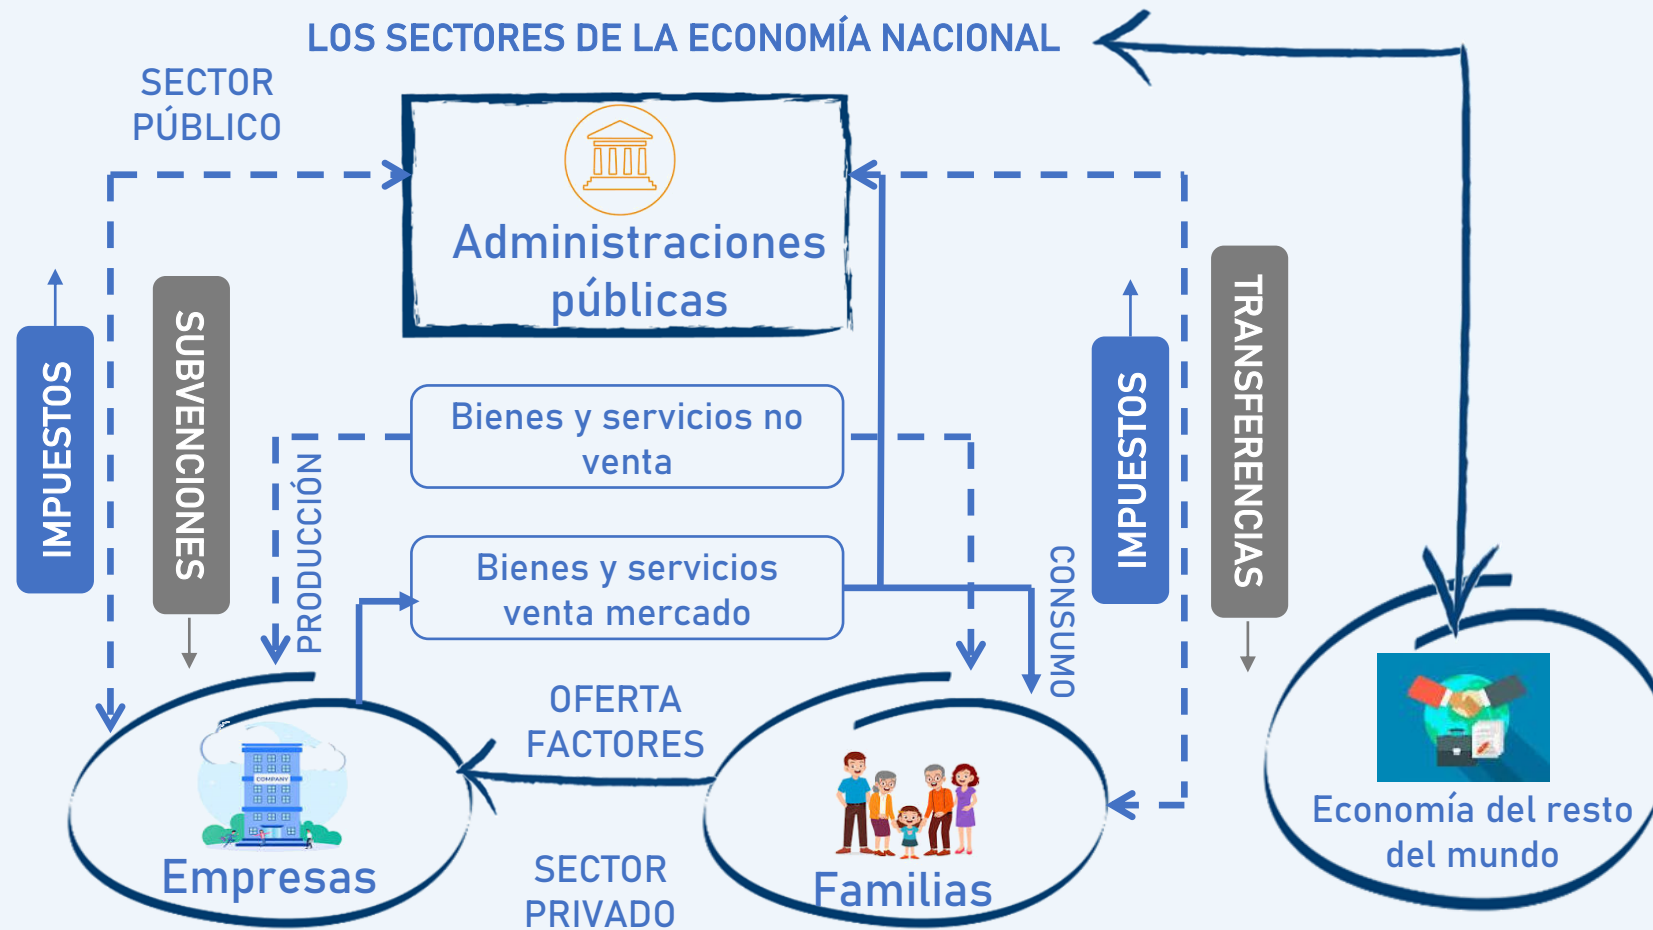 LOS SECTORES DE LA ECONOMÍA NACIONAL
SECTOR
PÚBLICO
Administraciones
públicas
IMPUESTOS
SUBVENCIONES
Bienes y servicios no
venta
PRODUCCIÓN
Bienes y servicios
venta mercado
CONSUMO
IMPUESTOS
TRANSFERENCIAS
OFERTA
FACTORES
COMPANY
Empresas
SECTOR
PRIVADO
Familias
Economía del resto
del mundo